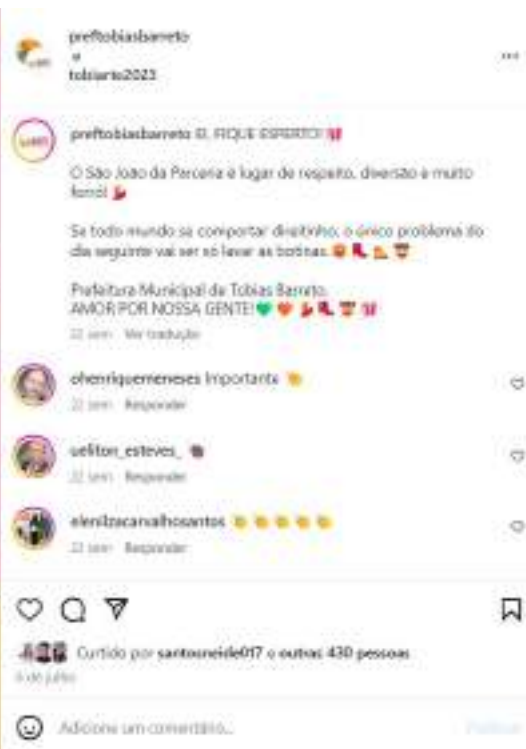 preftobiasbarreto
e
tobiarte2023
preftobiasbarreto EI, FIQUE ESPERTO!
O São João da Parceria é lugar de respeito, diversão e muito
forró!
Se todo mundo se comportar direitinho, o único problema do
dia seguinte vai ser só lavar as botinas.
Prefeitura Municipal de Tobias Barreto.
AMOR POR NOSSA GENTE!
22 sem Ver tradução
ohenriquemeneses Importante
22 sem Responder
ueliton_esteves_
22 sem Responder
elenilzacarvalhosantos
22 sem Responder
Curtido por santosneide017 e outras 430 pessoas
6 de julho
Adicione um comentário...
Publicar